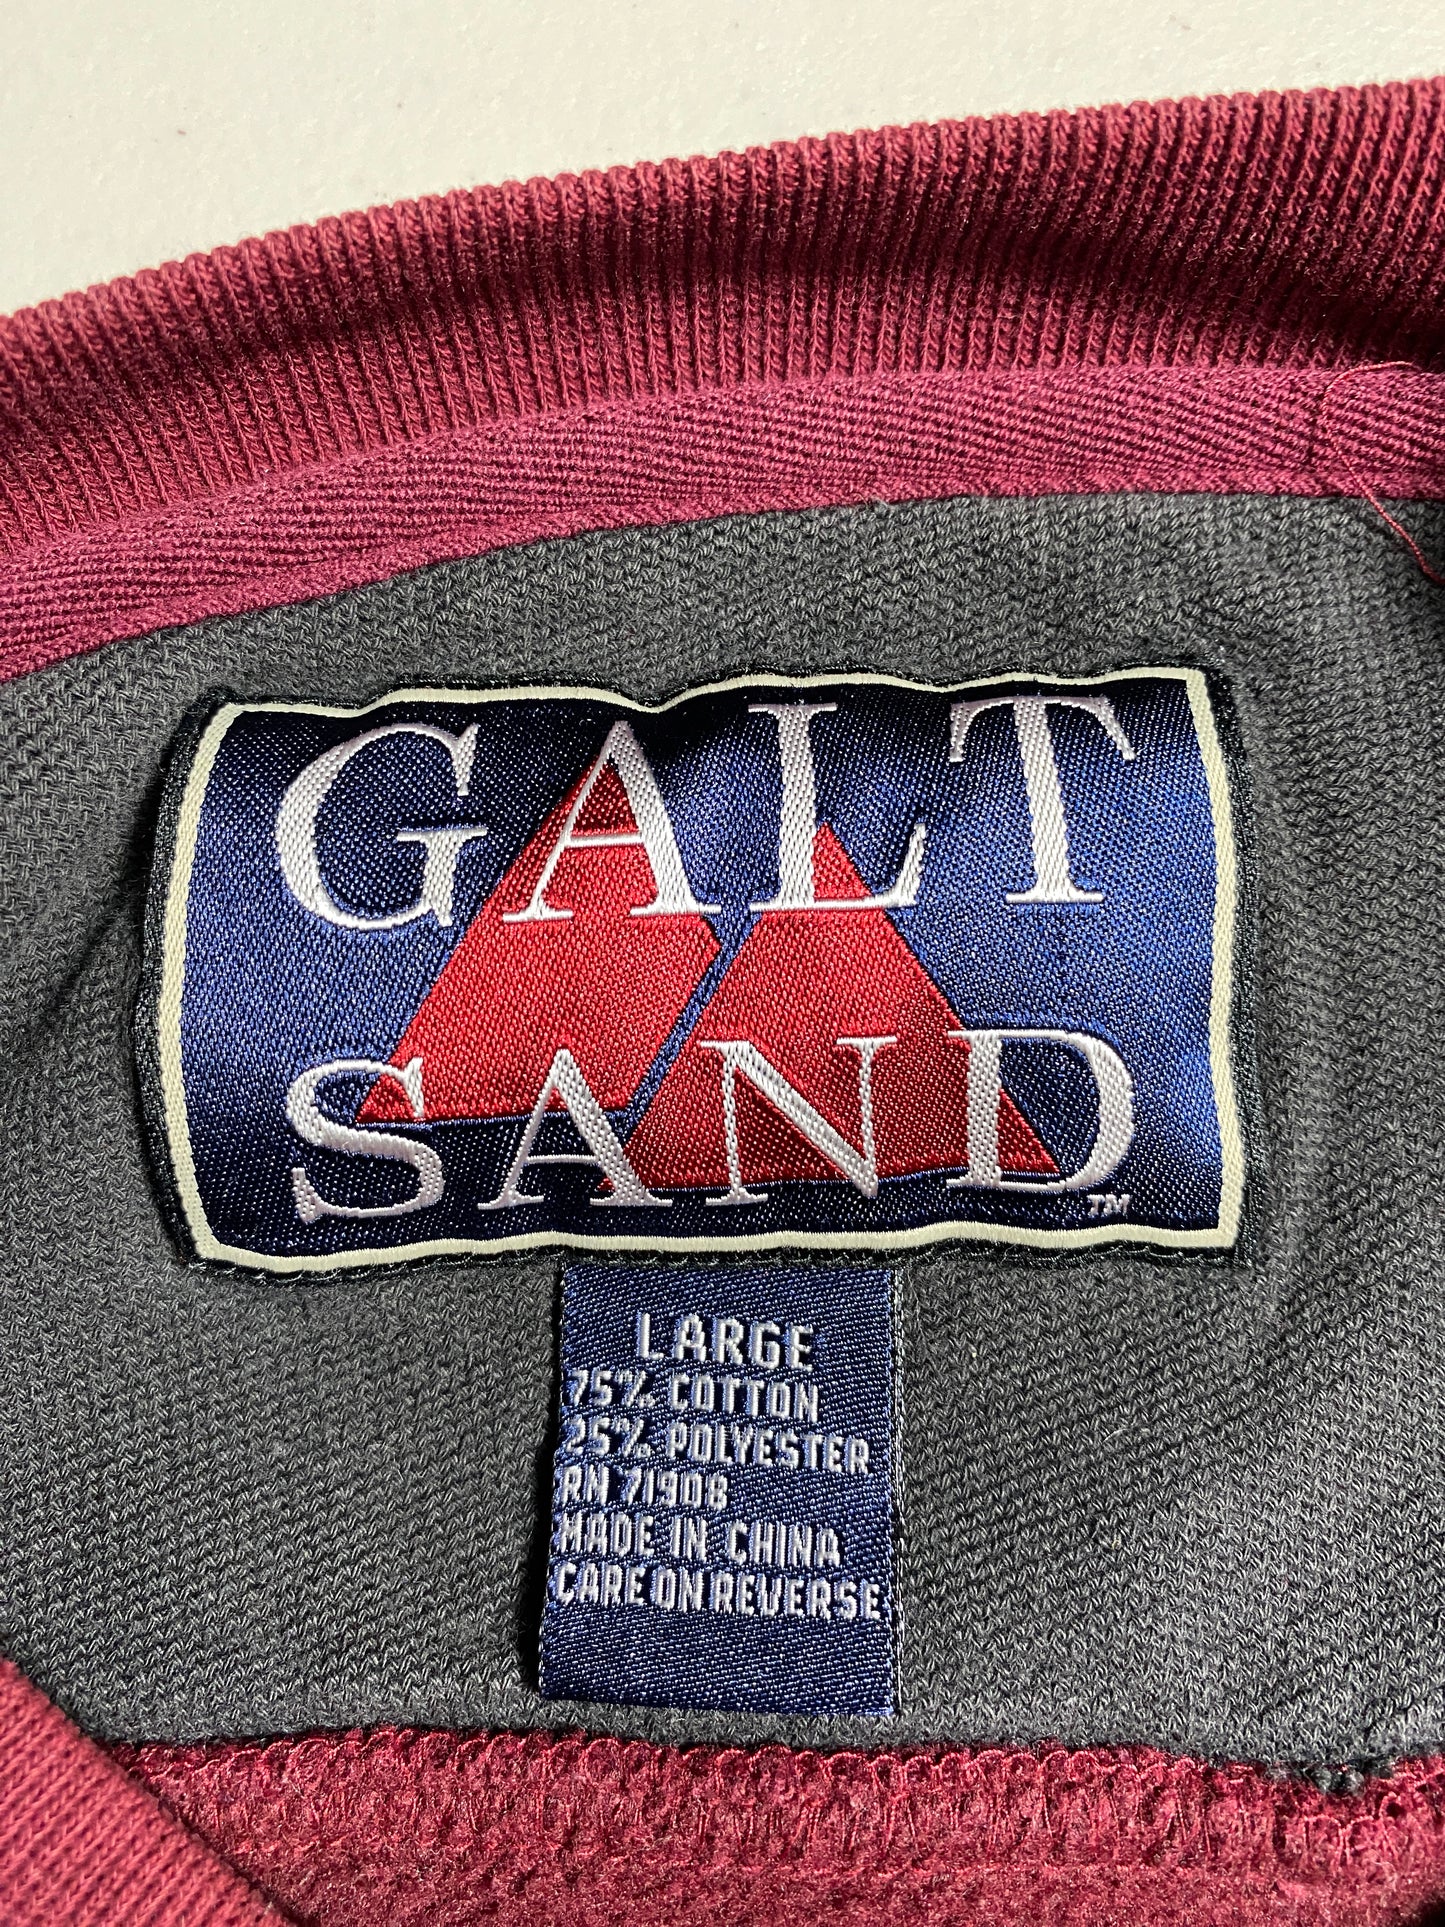 GALT
SAND
TM
LARGE
75% COTTON
25% POLYESTER
RN 71908
MADE IN CHINA
CARE ON REVERSE